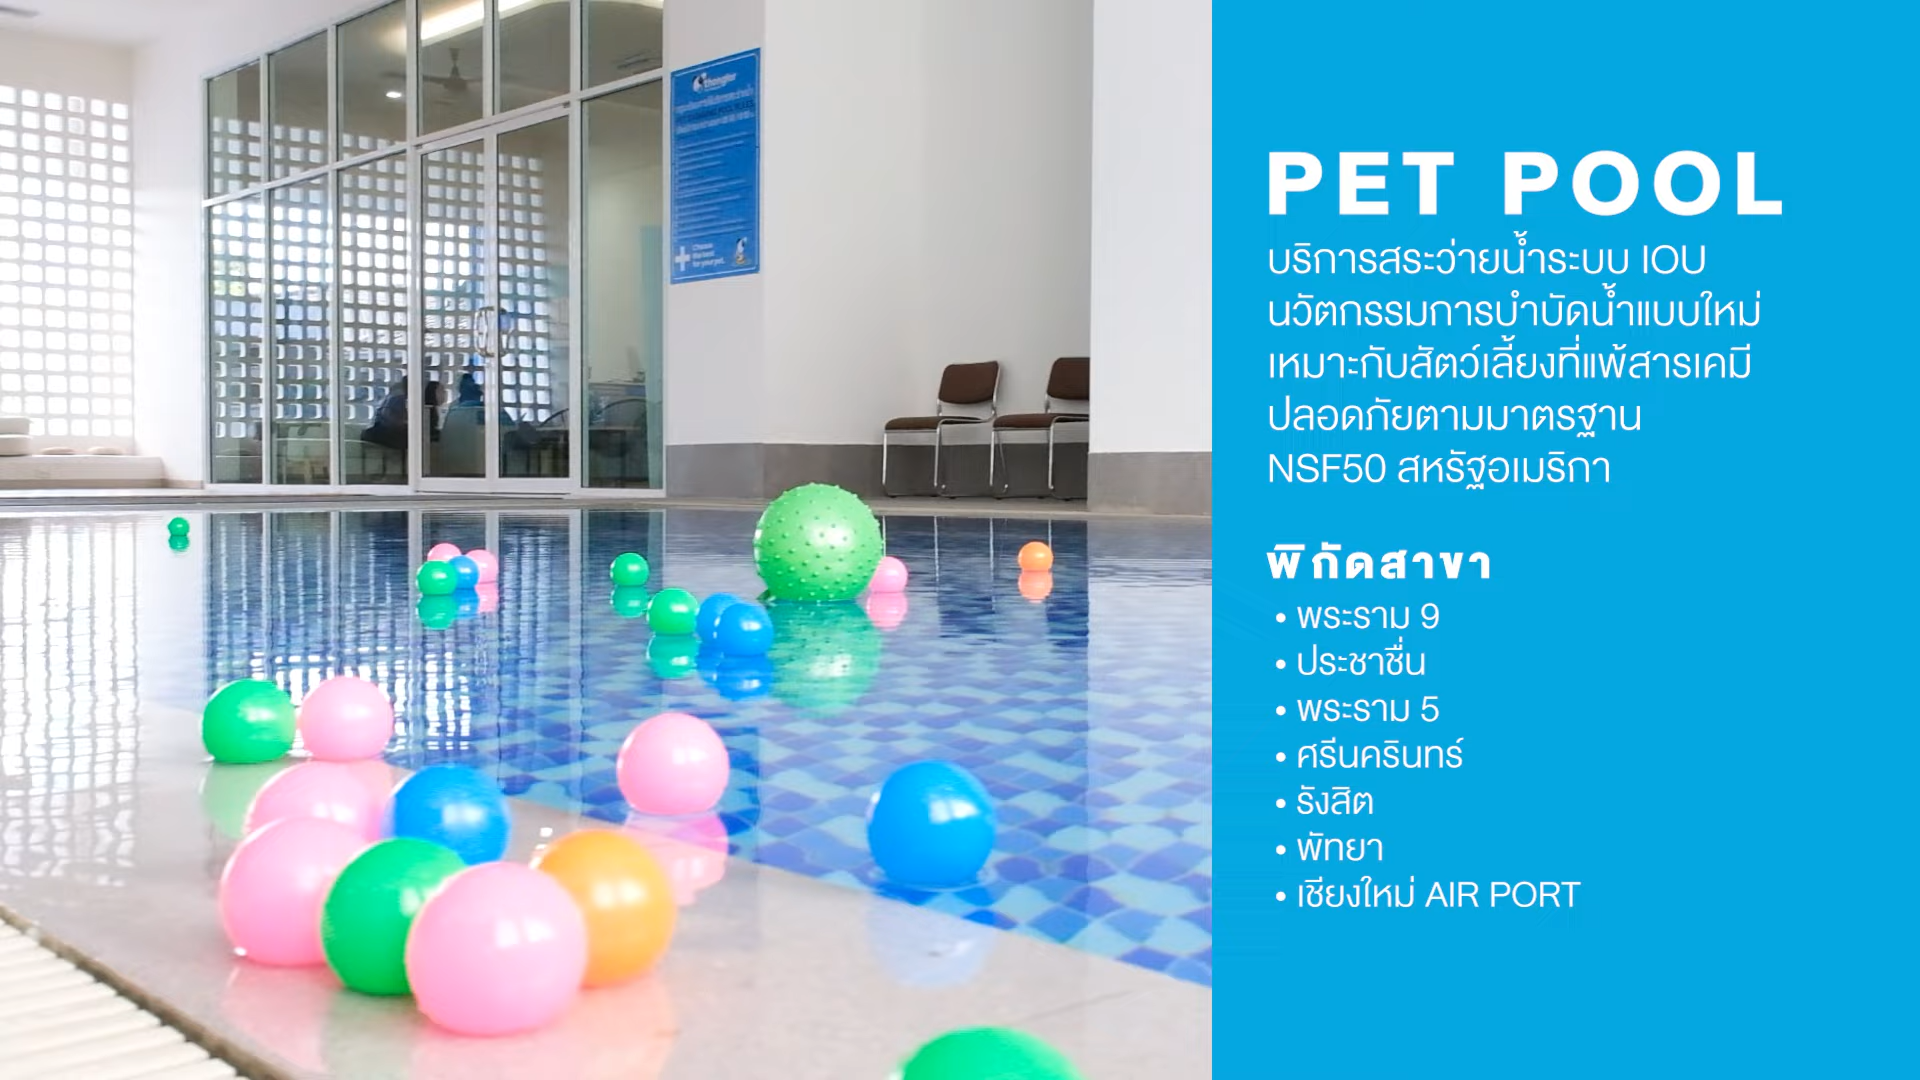 thonglor
Choose
the best
for your pet.
PET POOL
บริการสระว่ายน้ำระบบ IOU
นวัตกรรมการบำบัดน้ำแบบใหม่
เหมาะกับสัตว์เลี้ยงที่แพ้สารเคมี
ปลอดภัยตามมาตรฐาน
NSF50 สหรัฐอเมริกา
พิกัดสาขา
• พระราม 9
• ประชาชื่น
• พระราม 5
• ศรีนครินทร์
• รังสิต
• พัทยา
• เชียงใหม่ AIR PORT